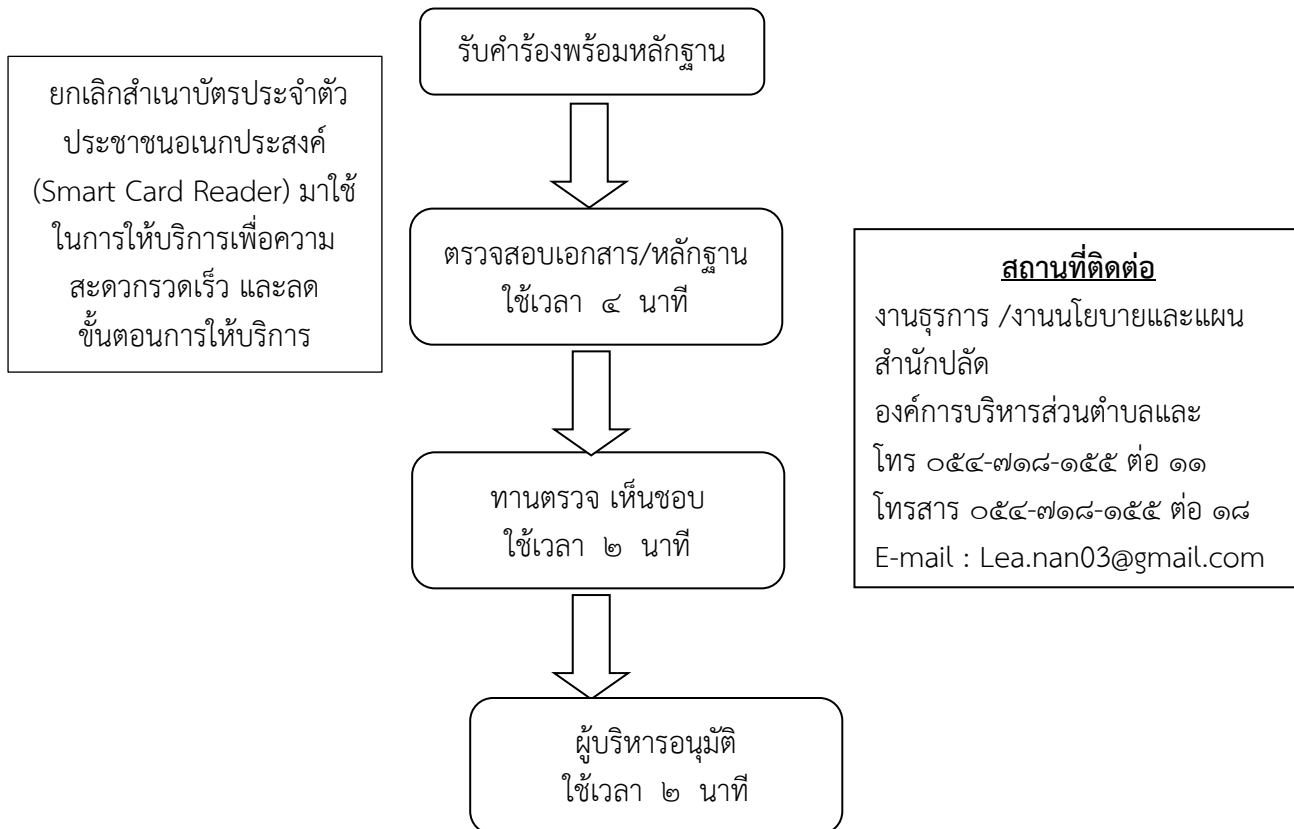 รับคำร้องพร้อมหลักฐาน
ยกเลิกสำเนาบัตรประจำตัว
ประชาชนอเนกประสงค์
(Smart Card Reader) มาใช้
ในการให้บริการเพื่อความ
สะดวกรวดเร็ว และลด
ขั้นตอนการให้บริการ
ตรวจสอบเอกสาร/หลักฐาน
ใช้เวลา ๔ นาที
สถานที่ติดต่อ
งานธุรการ /งานนโยบายและแผน
สำนักปลัด
องค์การบริหารส่วนตำบลและ
โทร ๐๕๔-๗๑๘-๑๕๕ ต่อ ๑๑
โทรสาร ๐๕๔-๗๑๘-๑๕๕ ต่อ ๑๘
E-mail : Lea.nan03@gmail.com
ทานตรวจ เห็นชอบ
ใช้เวลา ๒ นาที
ผู้บริหารอนุมัติ
ใช้เวลา ๒ นาที